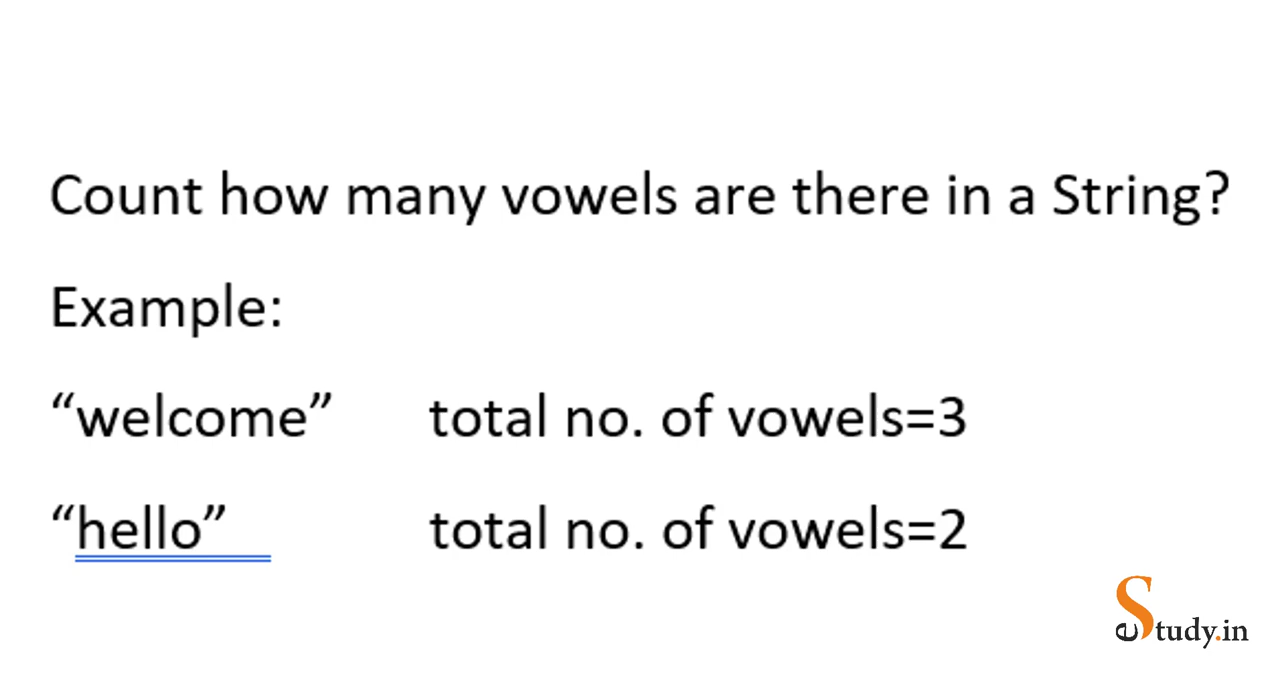 Count how many vowels are there in a String?
Example:
“welcome” total no. of vowels=3
“hello” total no. of vowels=2
eStudy.in